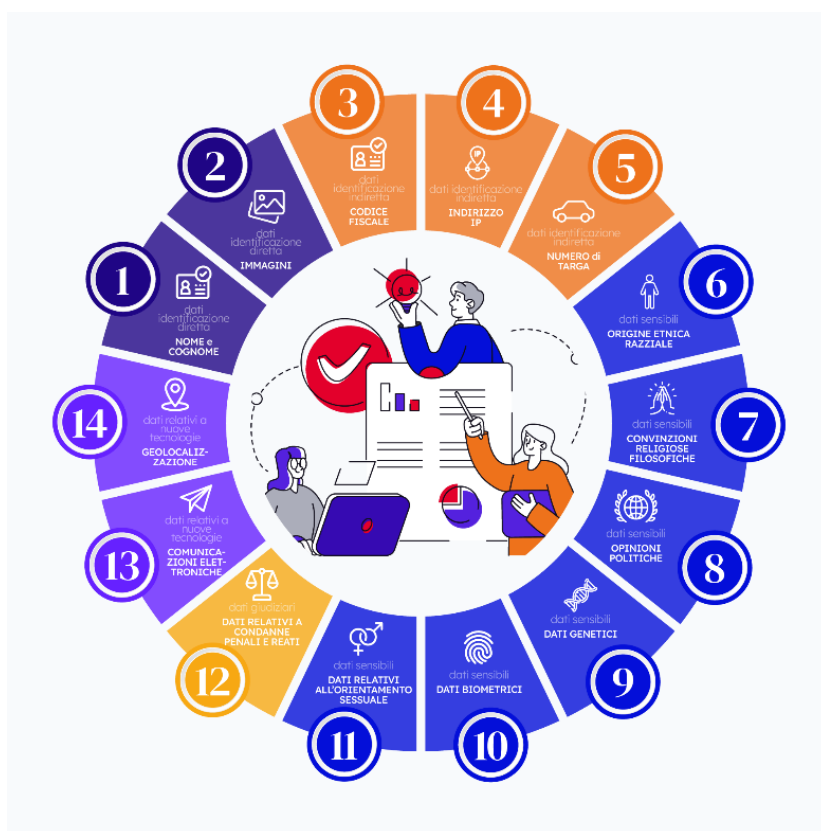 1
dati
identificazione
diretta
NOME e
COGNOME
2
dati
identificazione
diretta
IMMAGINI
3
dati
identificazione
indiretta
CODICE
FISCALE
4
IP
dati identificazione
indiretta
INDIRIZZO
IP
5
dati identificazione
indiretta
NUMERO di
TARGA
6
dati sensibili
ORIGINE ETNICA
RAZZIALE
7
dati sensibili
CONVINZIONI
RELIGIOSE
FILOSOFICHE
8
dati sensibili
OPINIONI
POLITICHE
9
dati sensibili
DATI GENETICI
10
dati sensibili
DATI BIOMETRICI
11
dati sensibili
DATI RELATIVI
ALL'ORIENTAMENTO
SESSUALE
12
dati giudiziari
DATI RELATIVI A
CONDANNE
PENALI E REATI
13
dati relativi a
nuove
tecnologie
COMUNICA-
ZIONI ELET-
TRONICHE
14
dati relativi a
nuove
tecnologie
GEOLOCALIZ-
ZAZIONE